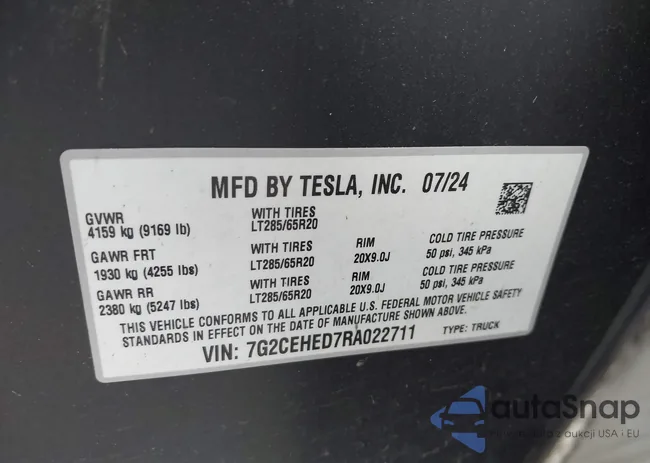 MFD BY TESLA, INC. 07/24
GVWR
4159 kg (9169 lb)
WITH TIRES
LT285/65R20
GAWR FRT
1930 kg (4255 lbs)
WITH TIRES
LT285/65R20
RIM
20X9.0J
COLD TIRE PRESSURE
50 psi, 345 kPa
GAWR RR
2380 kg (5247 lbs)
WITH TIRES
LT285/65R20
RIM
20X9.0J
COLD TIRE PRESSURE
50 psi, 345 kPa
THIS VEHICLE CONFORMS TO ALL APPLICABLE U.S. FEDERAL MOTOR VEHICLE SAFETY
STANDARDS IN EFFECT ON THE DATE OF MANUFACTURE SHOWN ABOVE.
VIN: 7G2CEHED7RA022711
TYPE: TRUCK
autaSnap
z aukcji USA i EU